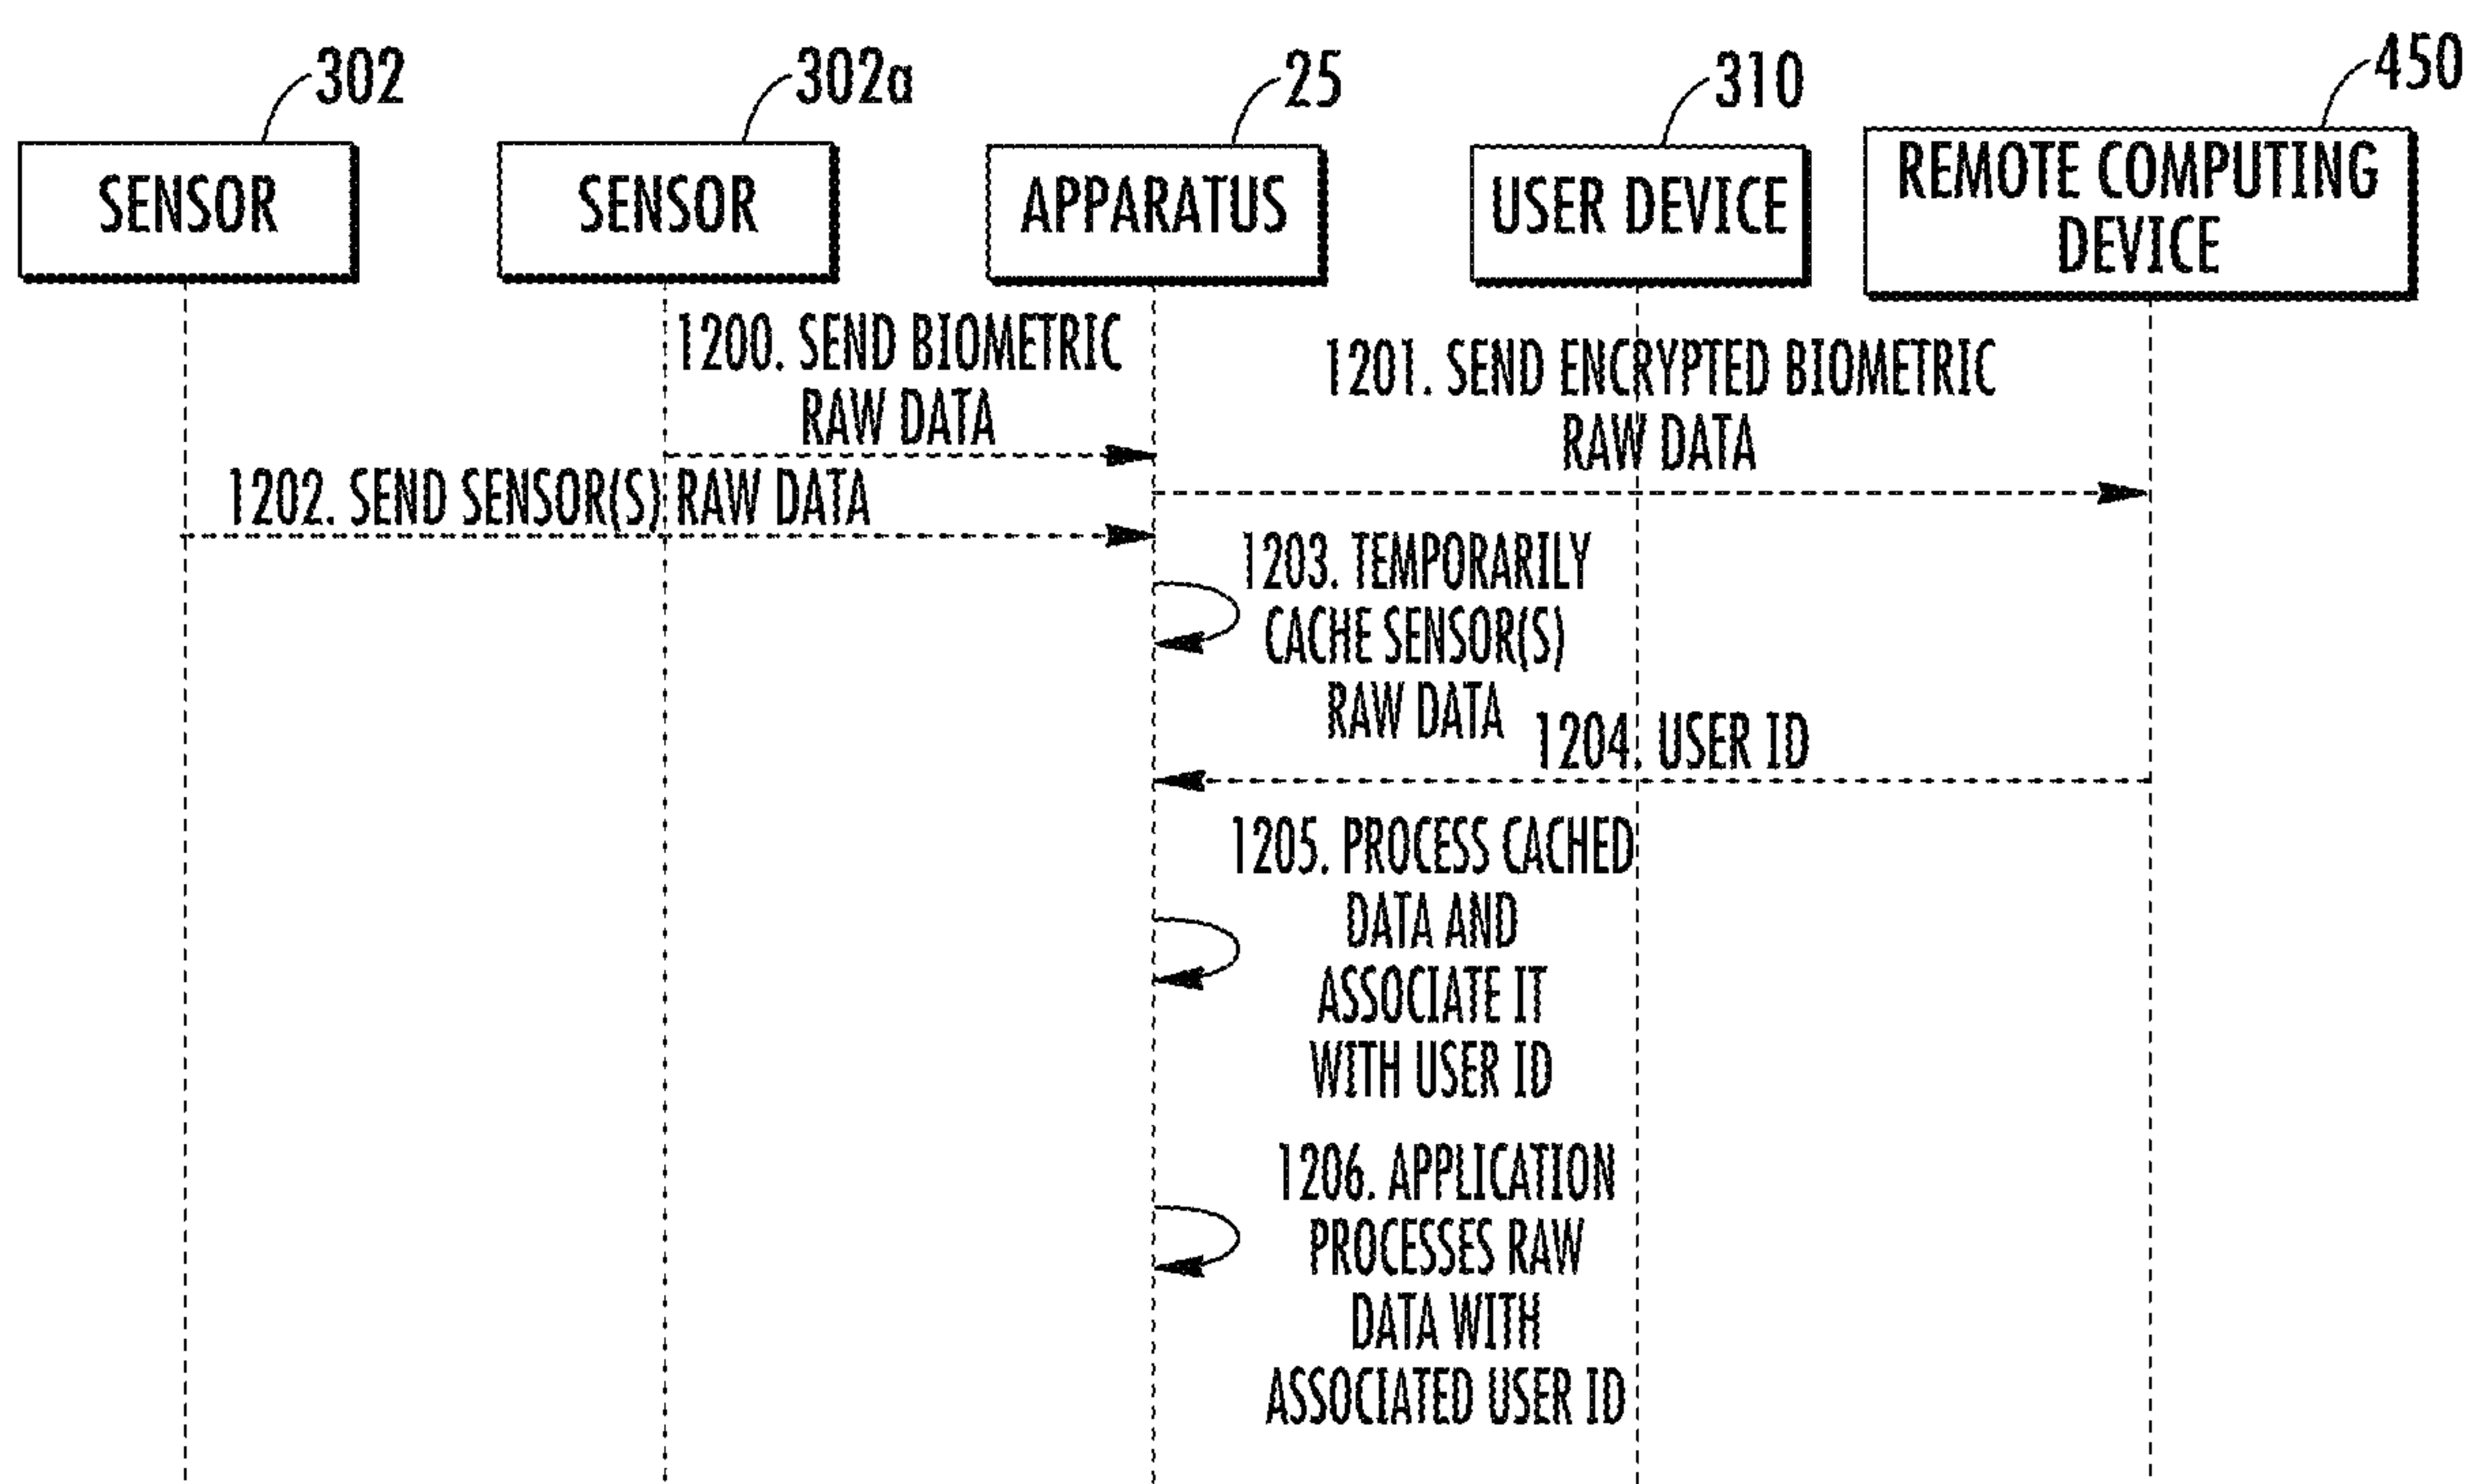 302
302a
25
310
450
SENSOR
SENSOR
APPARATUS
USER DEVICE
REMOTE COMPUTING
DEVICE
1200. SEND BIOMETRIC
RAW DATA
1201. SEND ENCRYPTED BIOMETRIC
RAW DATA
1202. SEND SENSOR(S) RAW DATA
1203. TEMPORARILY
CACHE SENSOR(S)
RAW DATA
1204. USER ID
1205. PROCESS CACHED
DATA AND
ASSOCIATE IT
WITH USER ID
1206. APPLICATION
PROCESSES RAW
DATA WITH
ASSOCIATED USER ID